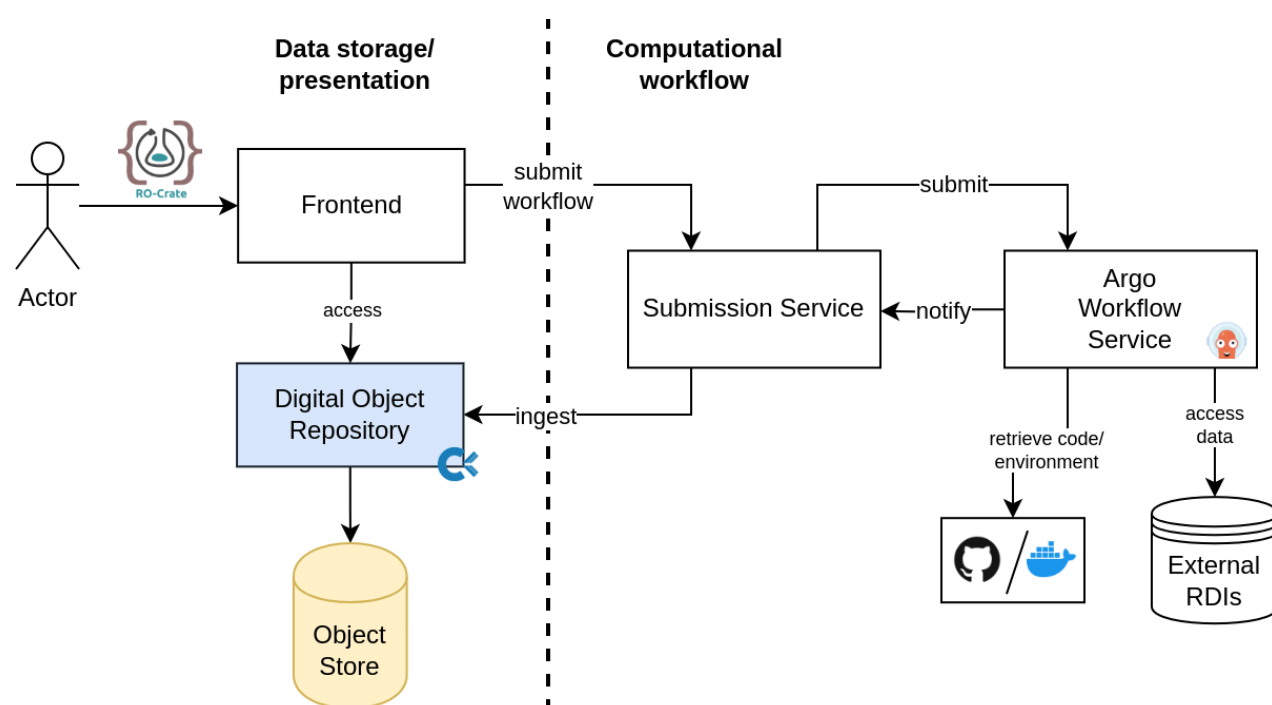 Data storage/
presentation
Computational
workflow
RO-Crate
Actor
Frontend
submit
workflow
submit
access
Submission Service
notify
Argo
Workflow
Service
Digital Object
Repository
ingest
retrieve code/
environment
access
data
Object
Store
External
RDIs